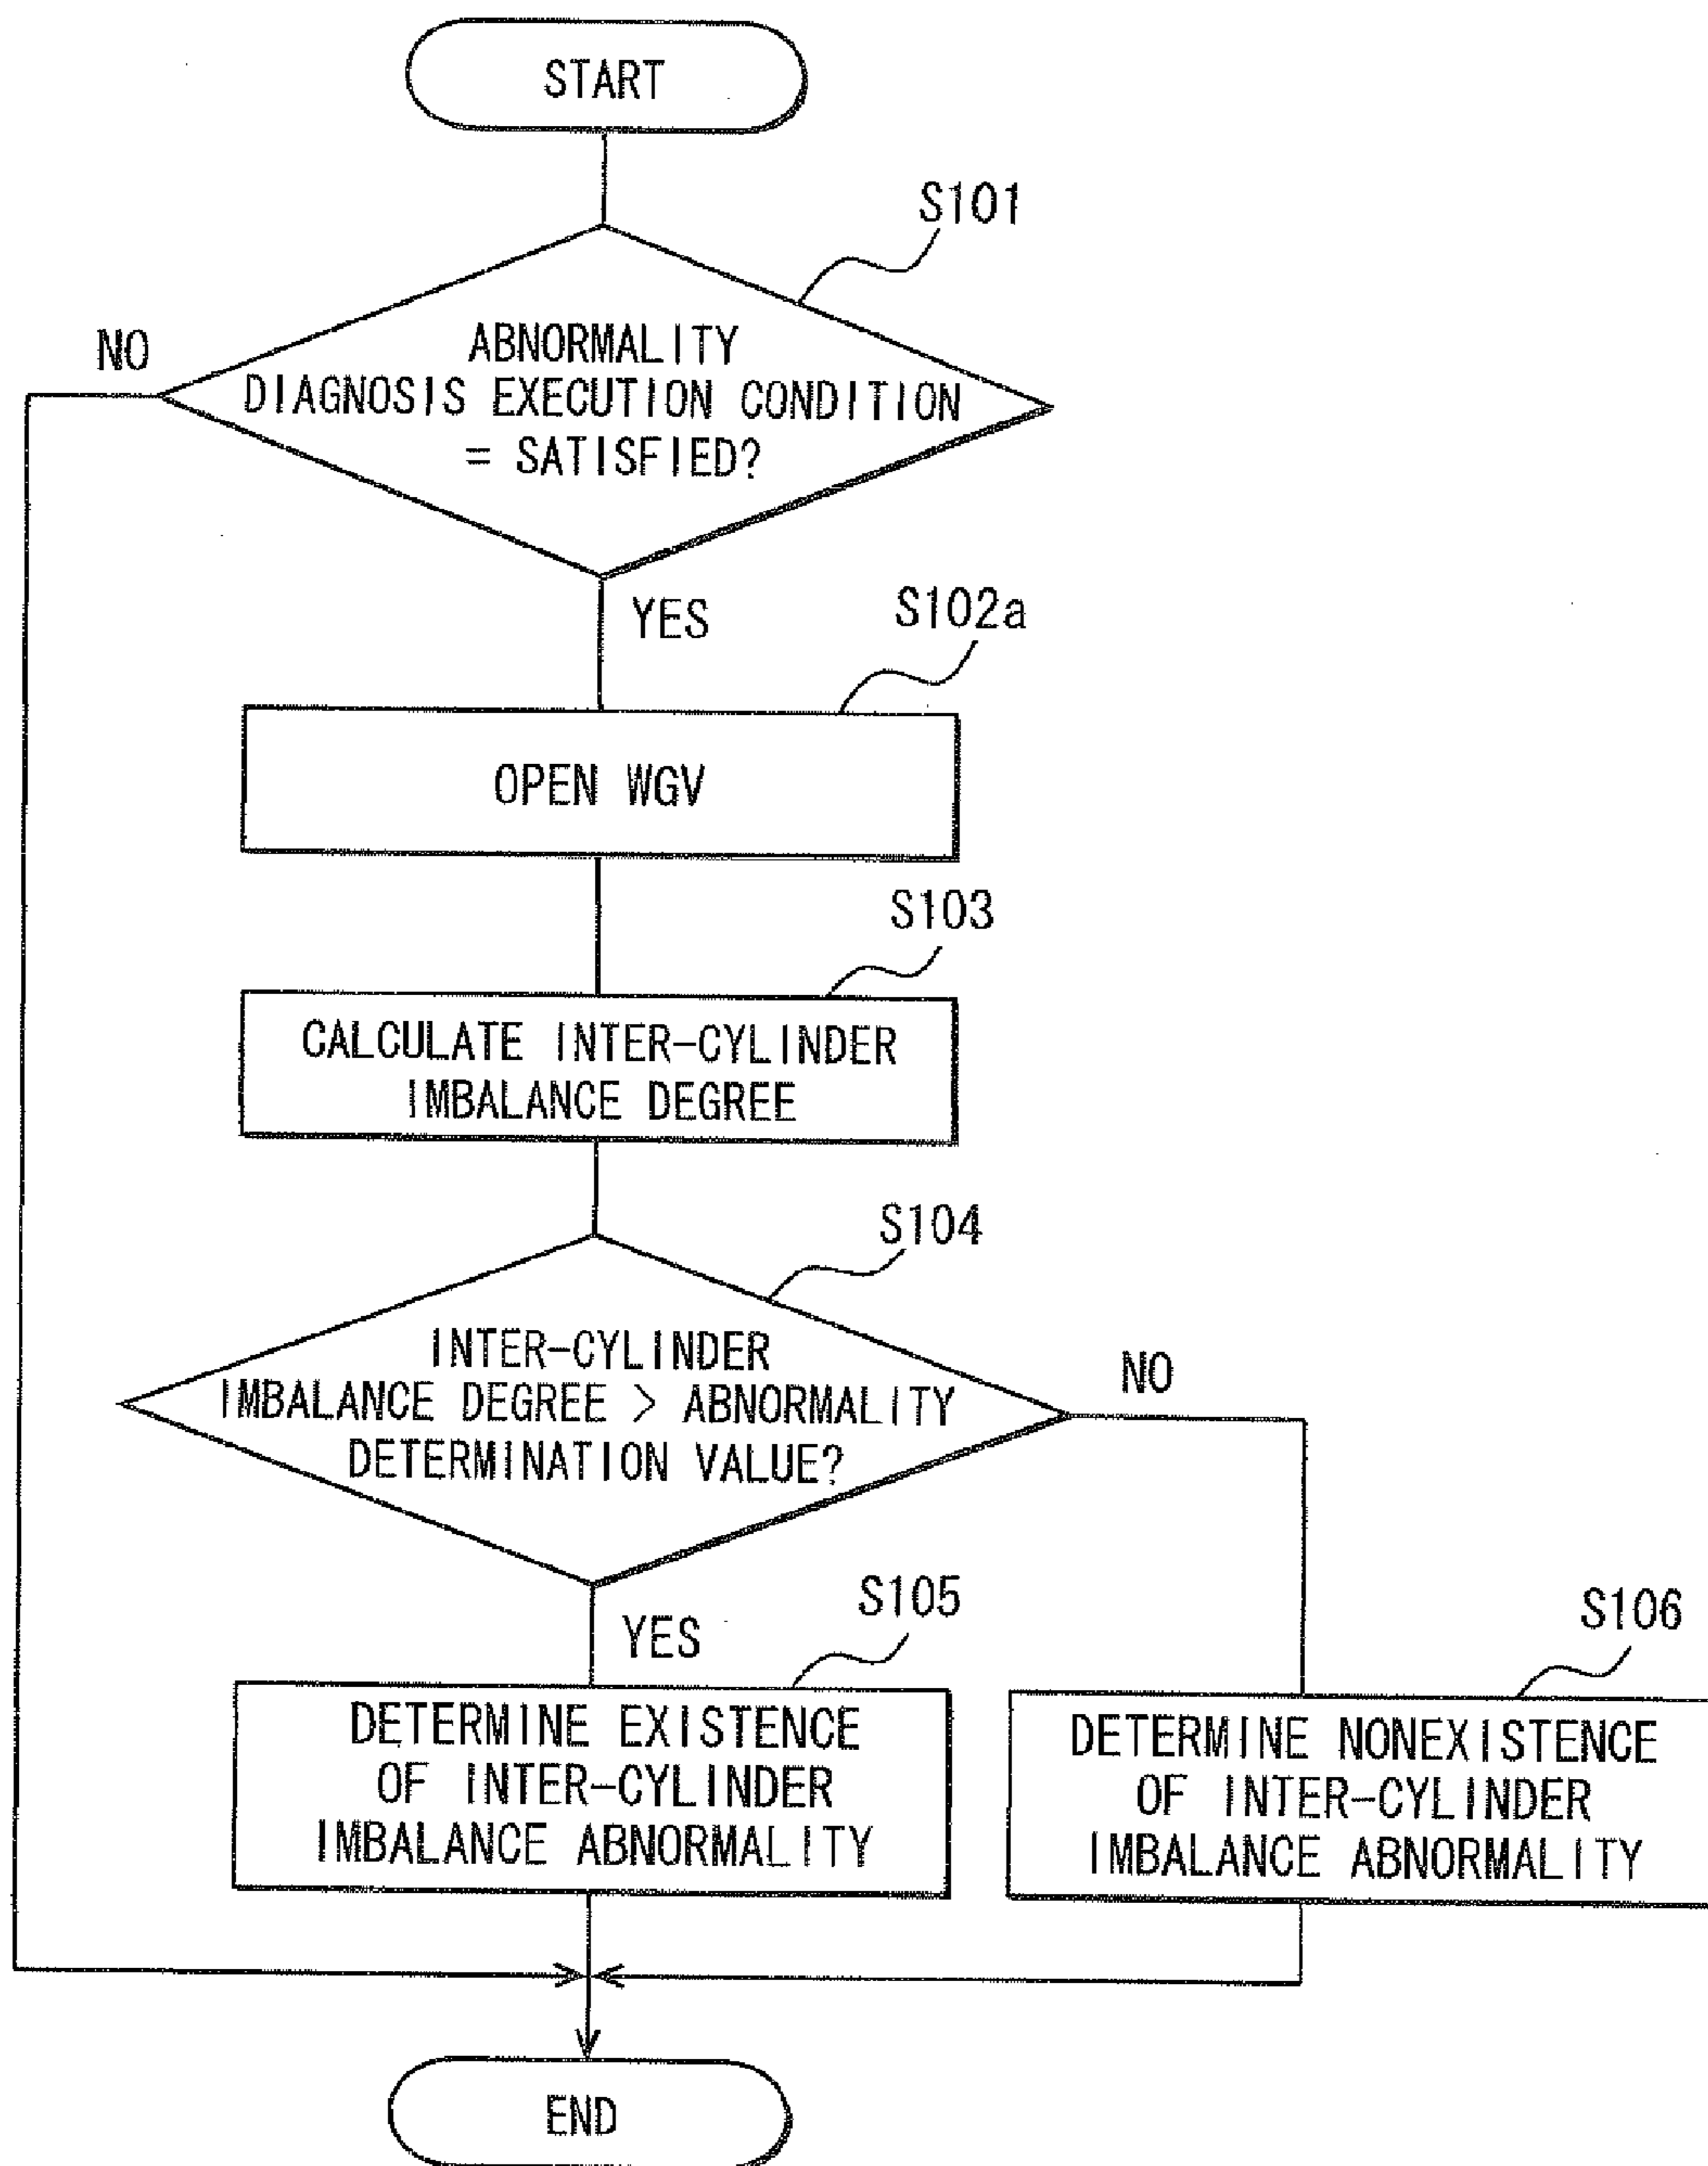 START
S101
NO
ABNORMALITY
DIAGNOSIS EXECUTION CONDITION
= SATISFIED?
YES
S102a
OPEN WGV
S103
CALCULATE INTER-CYLINDER
IMBALANCE DEGREE
S104
INTER-CYLINDER
IMBALANCE DEGREE > ABNORMALITY
DETERMINATION VALUE?
NO
YES
S105
DETERMINE EXISTENCE
OF INTER-CYLINDER
IMBALANCE ABNORMALITY
S106
DETERMINE NONEXISTENCE
OF INTER-CYLINDER
IMBALANCE ABNORMALITY
END